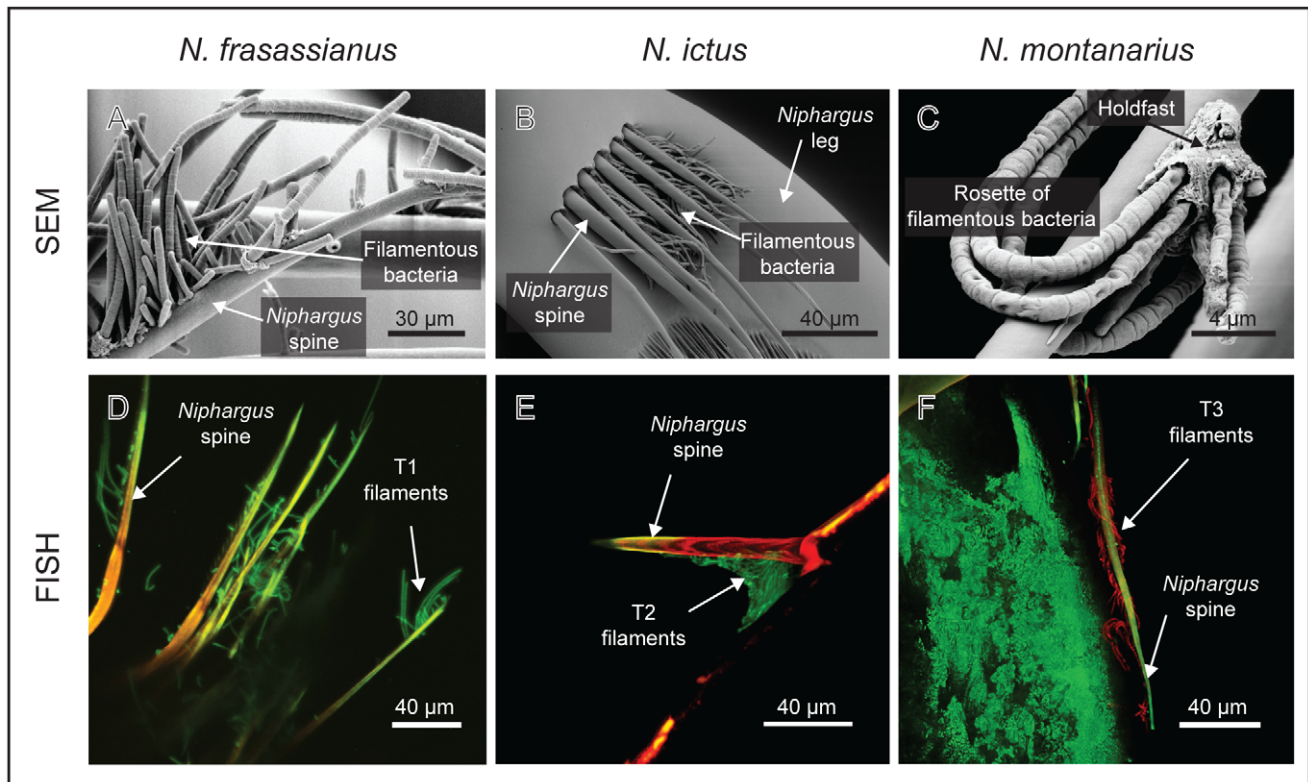 N. frasassianus
N. ictus
N. montanarius
SEM
A
Filamentous
bacteria
Niphargus
spine
30 µm
B
Niphargus
leg
Filamentous
bacteria
Niphargus
spine
40 µm
C
Holdfast
Rosette of
filamentous bacteria
4 µm
FISH
D
Niphargus
spine
T1
filaments
40 µm
E
Niphargus
spine
T2
filaments
40 µm
F
T3
filaments
Niphargus
spine
40 µm